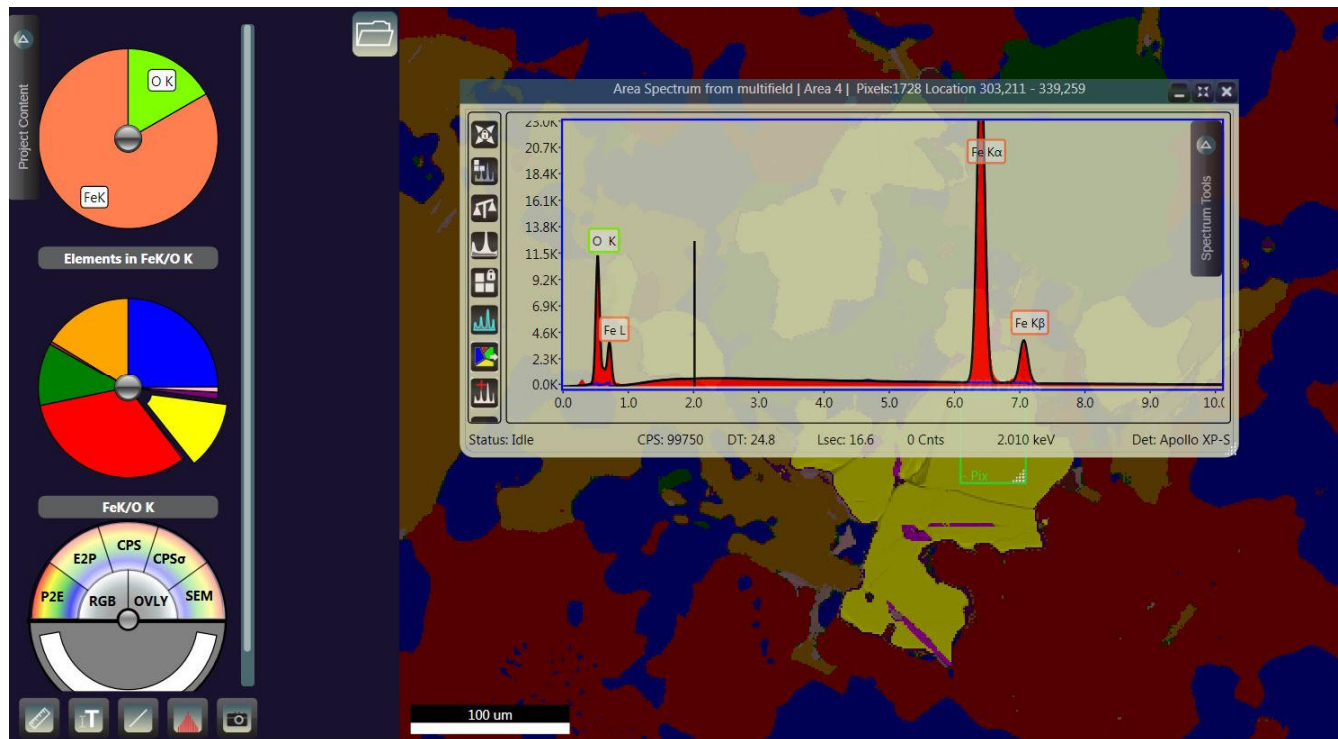 Project Content
O K
FeK
Elements in FeK/O K
FeK/O K
CPS
E2P
CPSσ
P2E
RGB
OVLY
SEM
IT
Area Spectrum from multifield | Area 4 | Pixels:1728 Location 303,211 - 339,259
23.0K
20.7K
18.4K
16.1K
13.8K
11.5K
9.2K
6.9K
4.6K
2.3K
0.0K
O K
Fe L
Fe Kα
Fe Kβ
0.0 1.0 2.0 3.0 4.0 5.0 6.0 7.0 8.0 9.0 10.(
Spectrum Tools
Status: Idle CPS: 99750 DT: 24.8 Lsec: 16.6 0 Cnts 2.010 keV Det: Apollo XP-S
- Pix
100 um